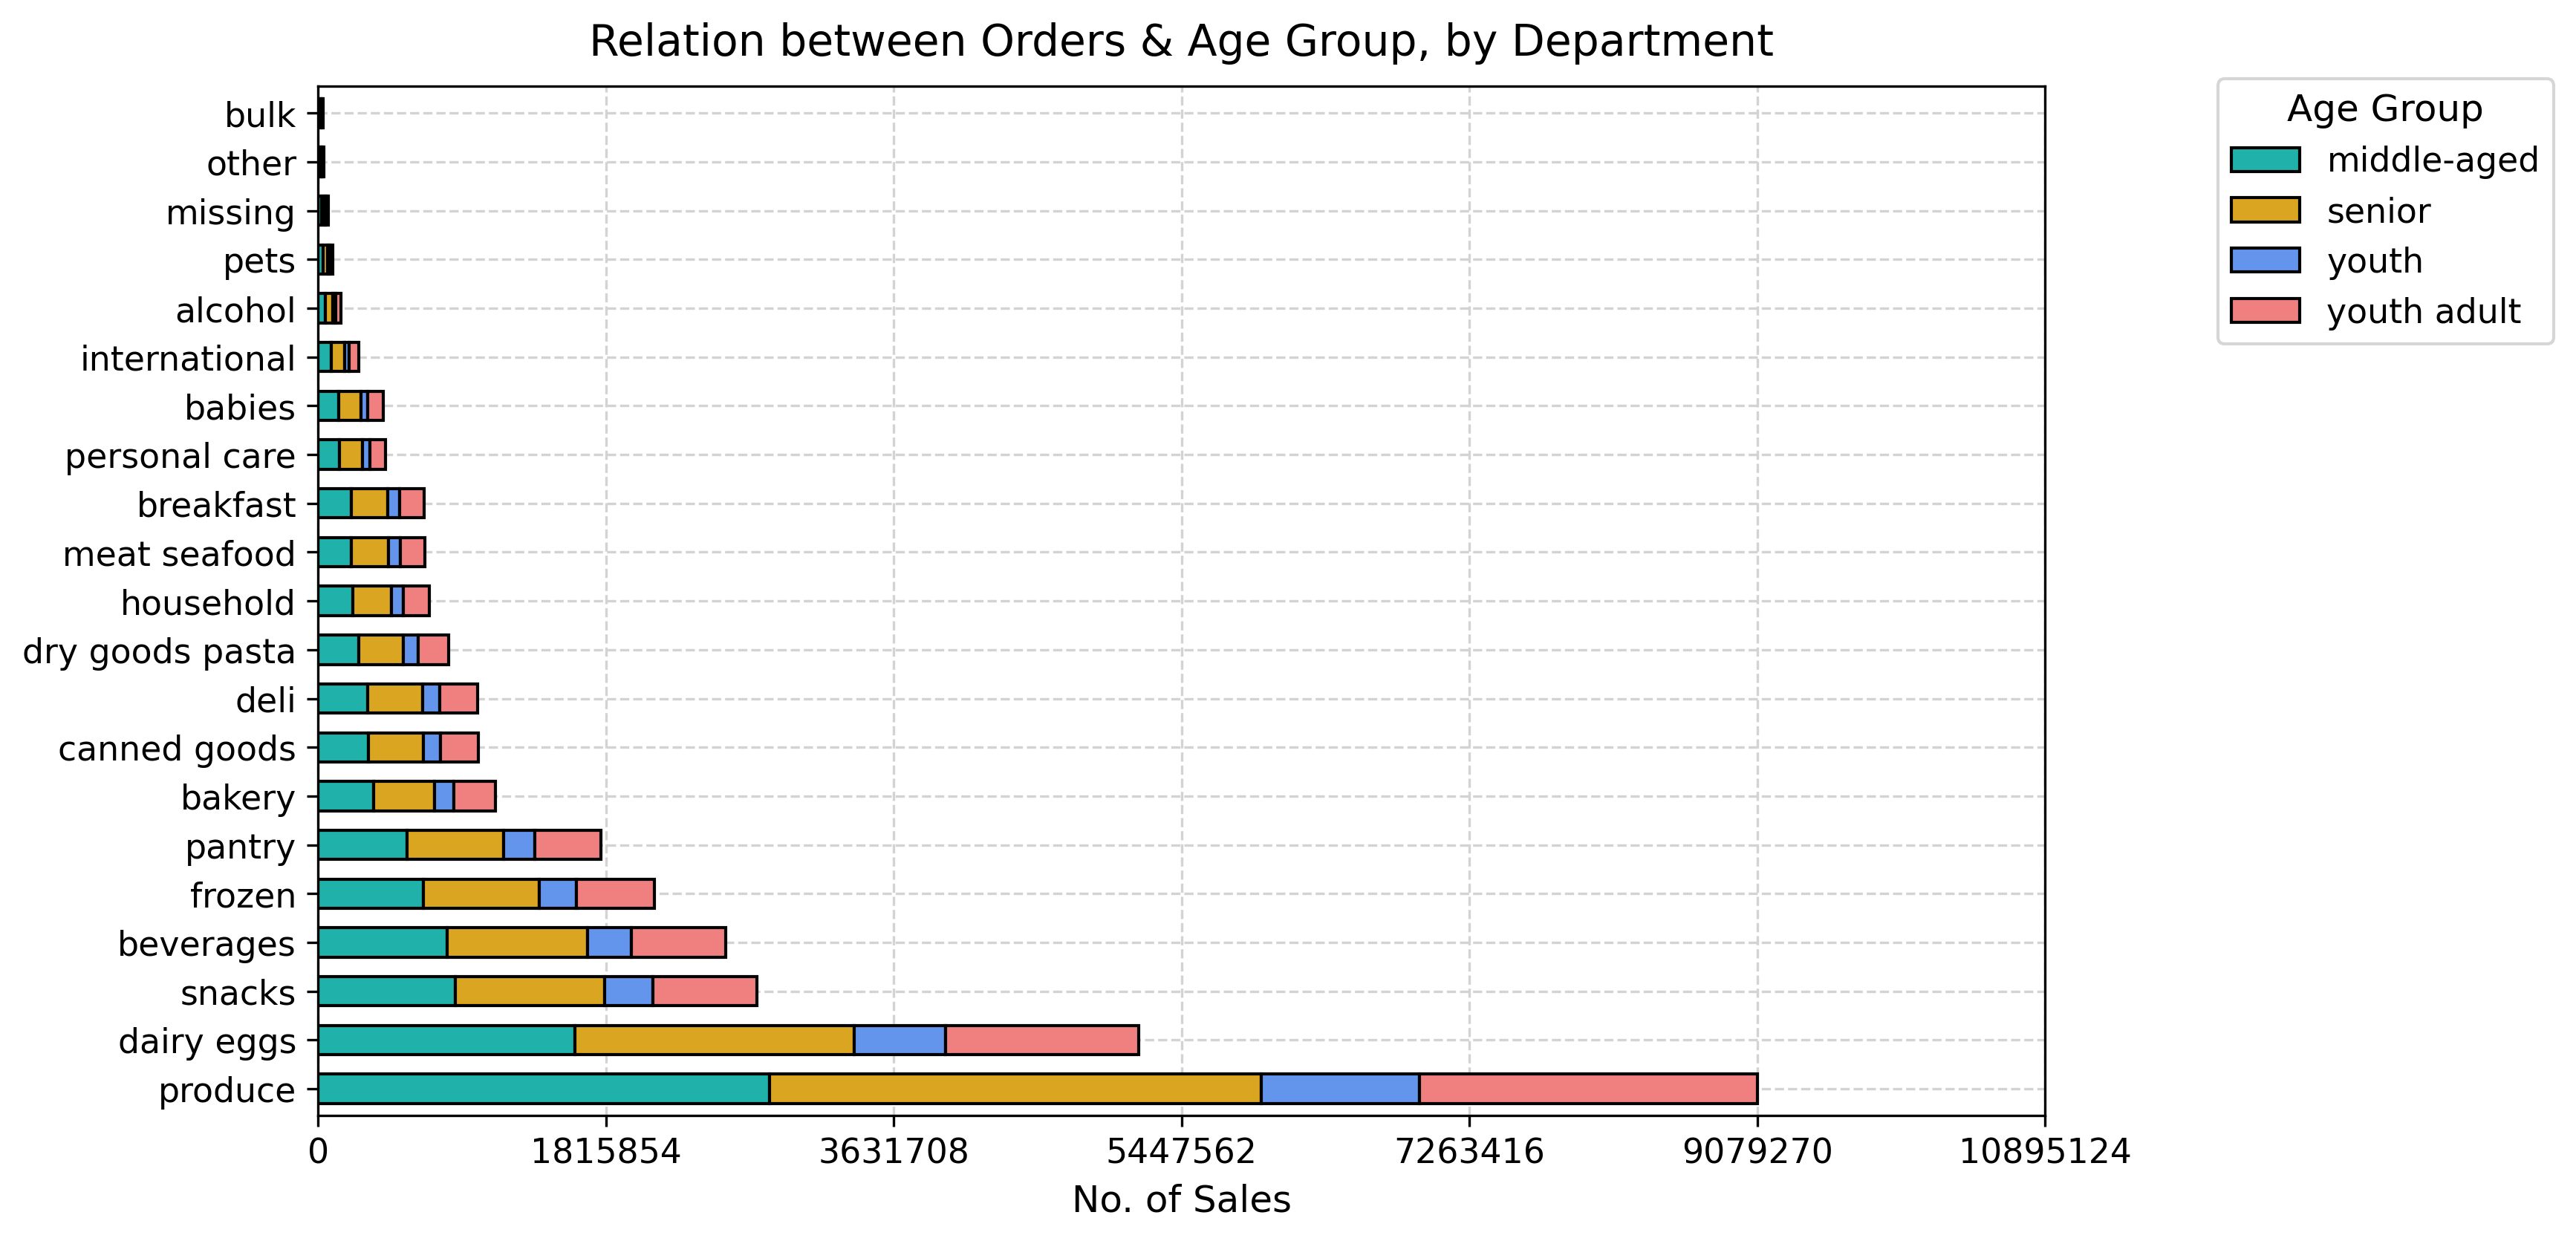 Relation between Orders & Age Group, by Department
bulk
other
missing
pets
alcohol
international
babies
personal care
breakfast
meat seafood
household
dry goods pasta
deli
canned goods
bakery
pantry
frozen
beverages
snacks
dairy eggs
produce
0 1815854 3631708 5447562 7263416 9079270 10895124
No. of Sales
Age Group
middle-aged
senior
youth
youth adult